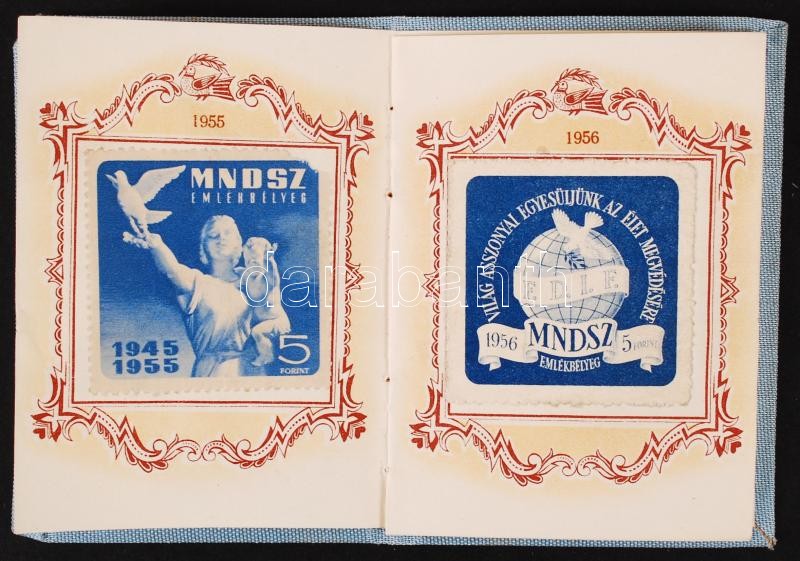 1955
MNDSZ
EMLÉKBÉLYEG
1945
1955
5
FORINT
1956
VILÁG ASSZONYAI EGYESÜLJÜNK AZ ÉLET MEGVÉDÉSÉRE
F.D.I.F.
1956 MNDSZ 5 FORINT
EMLÉKBÉLYEG
darabanth